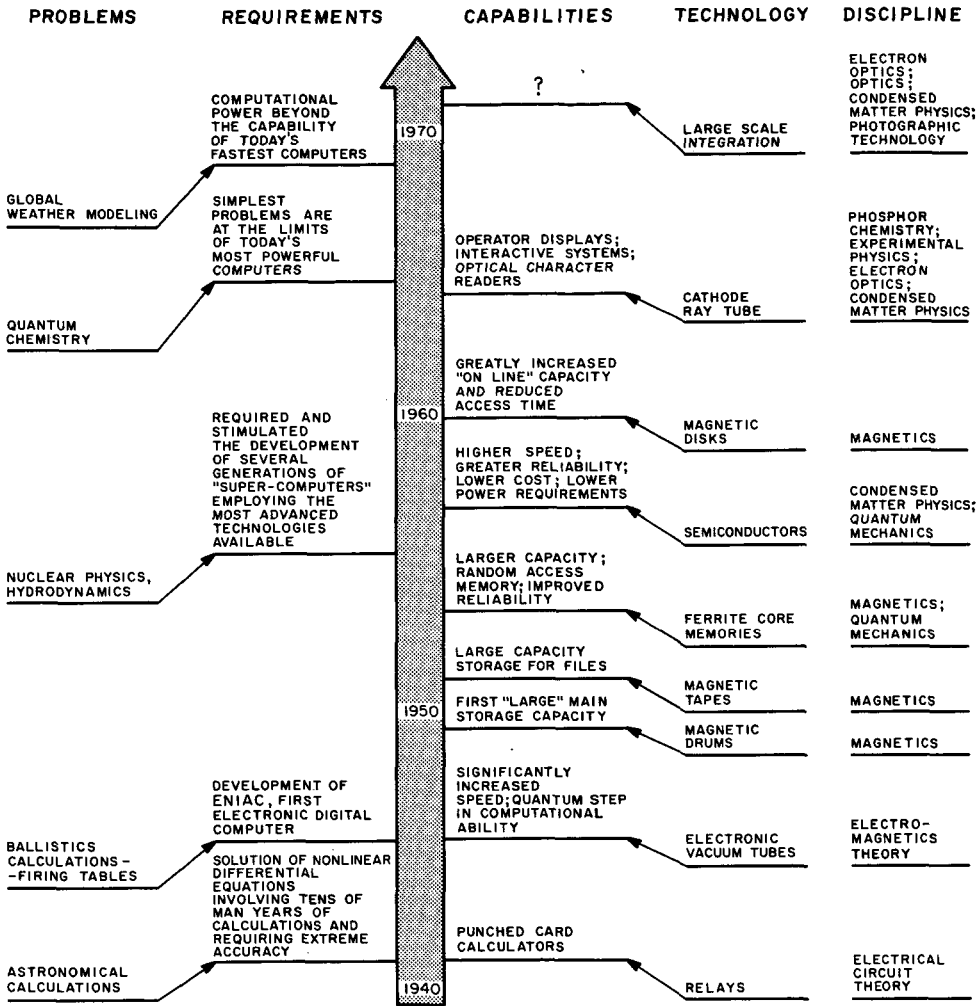 PROBLEMS
REQUIREMENTS
CAPABILITIES
TECHNOLOGY
DISCIPLINE
COMPUTATIONAL
POWER BEYOND
THE CAPABILITY
OF TODAY'S
FASTEST COMPUTERS
1970
?
LARGE SCALE
INTEGRATION
ELECTRON
OPTICS;
OPTICS;
CONDENSED
MATTER PHYSICS;
PHOTOGRAPHIC
TECHNOLOGY
GLOBAL
WEATHER MODELING
SIMPLEST
PROBLEMS ARE
AT THE LIMITS
OF TODAY'S
MOST POWERFUL
COMPUTERS
OPERATOR DISPLAYS;
INTERACTIVE SYSTEMS;
OPTICAL CHARACTER
READERS
CATHODE
RAY TUBE
PHOSPHOR
CHEMISTRY;
EXPERIMENTAL
PHYSICS;
ELECTRON
OPTICS;
CONDENSED
MATTER PHYSICS
QUANTUM
CHEMISTRY
GREATLY INCREASED
"ON LINE" CAPACITY
AND REDUCED
ACCESS TIME
1960
MAGNETIC
DISKS
MAGNETICS
REQUIRED AND
STIMULATED
THE DEVELOPMENT
OF SEVERAL
GENERATIONS OF
"SUPER-COMPUTERS"
EMPLOYING THE
MOST ADVANCED
TECHNOLOGIES
AVAILABLE
HIGHER SPEED;
GREATER RELIABILITY;
LOWER COST; LOWER
POWER REQUIREMENTS
SEMICONDUCTORS
CONDENSED
MATTER PHYSICS;
QUANTUM
MECHANICS
NUCLEAR PHYSICS,
HYDRODYNAMICS
LARGER CAPACITY;
RANDOM ACCESS
MEMORY; IMPROVED
RELIABILITY
FERRITE CORE
MEMORIES
MAGNETICS;
QUANTUM
MECHANICS
LARGE CAPACITY
STORAGE FOR FILES
MAGNETIC
TAPES
MAGNETICS
1950
FIRST "LARGE" MAIN
STORAGE CAPACITY
MAGNETIC
DRUMS
MAGNETICS
DEVELOPMENT OF
ENIAC, FIRST
ELECTRONIC DIGITAL
COMPUTER
SIGNIFICANTLY
INCREASED
SPEED; QUANTUM STEP
IN COMPUTATIONAL
ABILITY
ELECTRONIC
VACUUM TUBES
ELECTRO-
MAGNETICS
THEORY
BALLISTICS
CALCULATIONS-
-FIRING TABLES
SOLUTION OF NONLINEAR
DIFFERENTIAL
EQUATIONS
INVOLVING TENS OF
MAN YEARS OF
CALCULATIONS AND
REQUIRING EXTREME
ACCURACY
PUNCHED CARD
CALCULATORS
RELAYS
ELECTRICAL
CIRCUIT
THEORY
ASTRONOMICAL
CALCULATIONS
1940